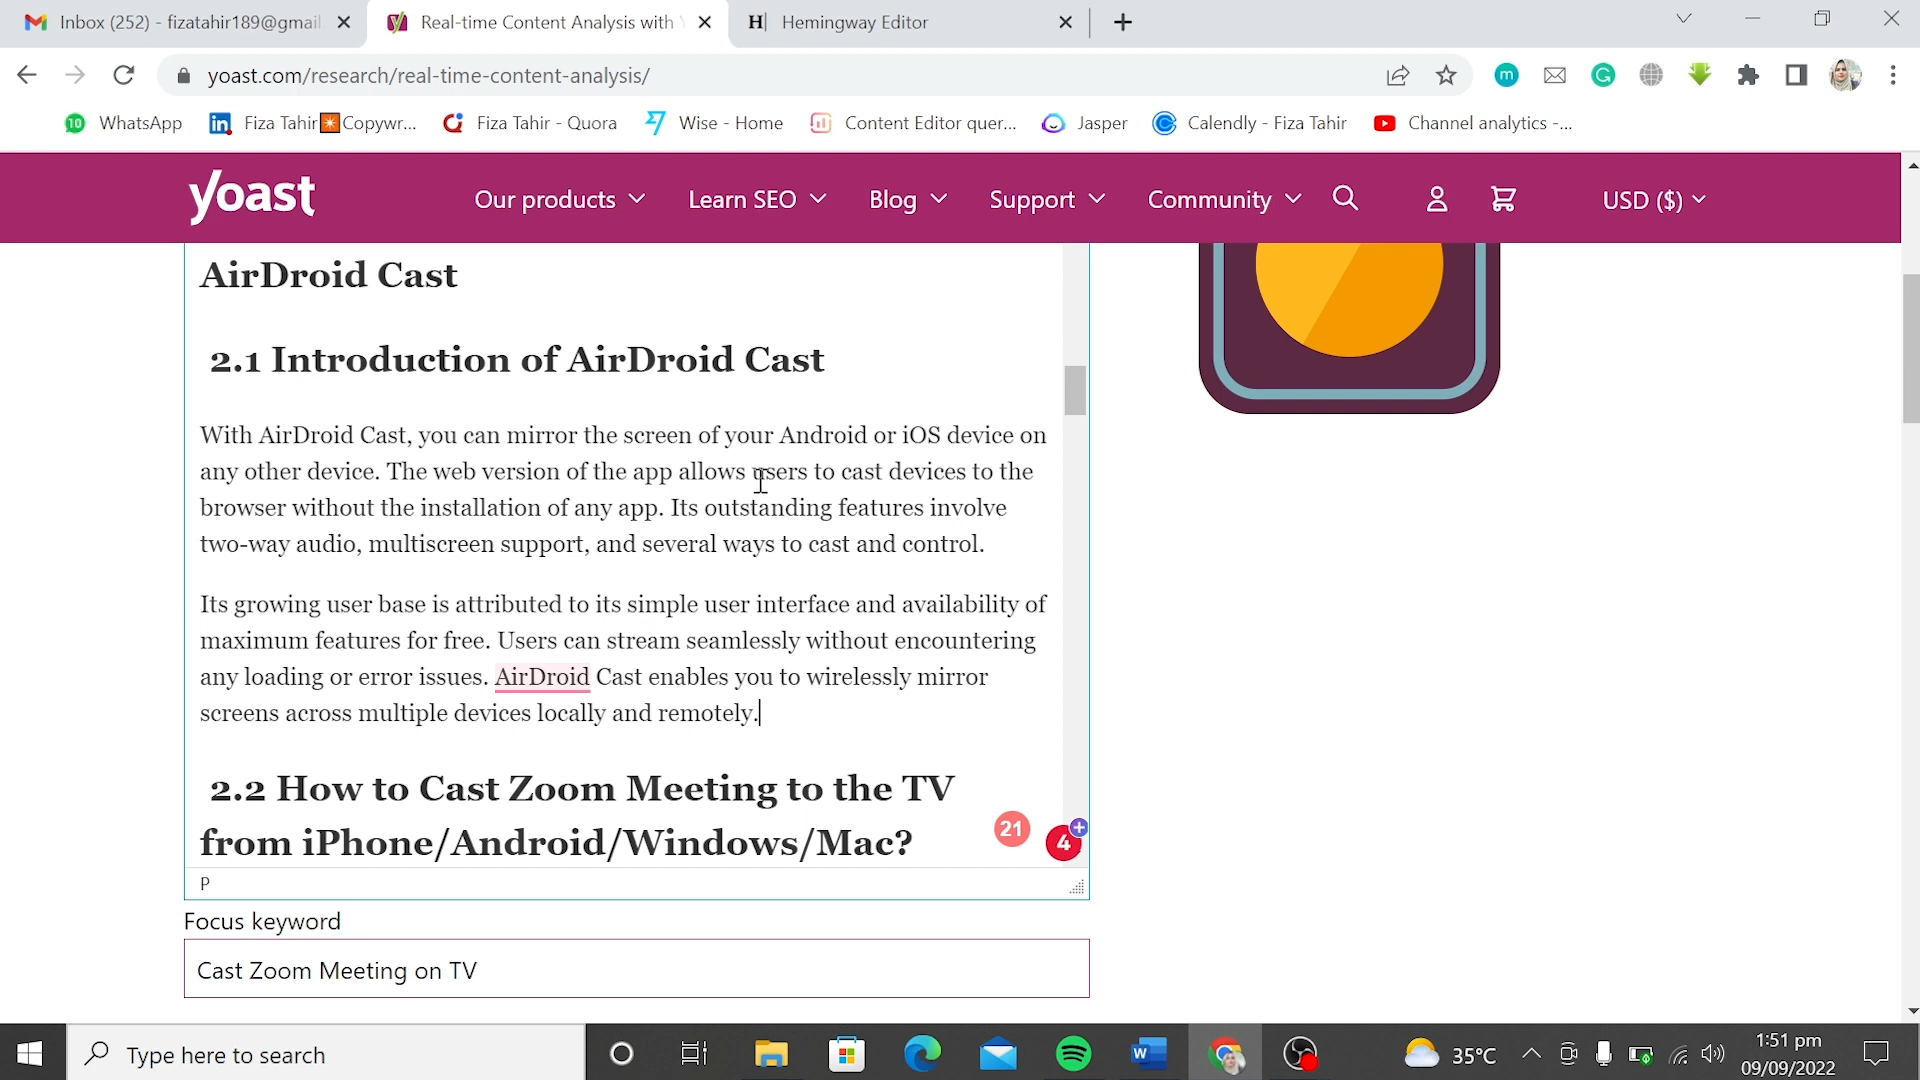 Inbox (252) - fizatahir189@gmail
Real-time Content Analysis with
H Hemingway Editor
yoast.com/research/real-time-content-analysis/
10 WhatsApp
in Fiza Tahir
Copywr...
Fiza Tahir - Quora
Wise - Home
Content Editor quer...
Jasper
Calendly - Fiza Tahir
Channel analytics -...
yoast
Our products
Learn SEO
Blog
Support
Community
USD ($)
AirDroid Cast
2.1 Introduction of AirDroid Cast
With AirDroid Cast, you can mirror the screen of your Android or iOS device on
any other device. The web version of the app allows users to cast devices to the
browser without the installation of any app. Its outstanding features involve
two-way audio, multiscreen support, and several ways to cast and control.
Its growing user base is attributed to its simple user interface and availability of
maximum features for free. Users can stream seamlessly without encountering
any loading or error issues. AirDroid Cast enables you to wirelessly mirror
screens across multiple devices locally and remotely.
2.2 How to Cast Zoom Meeting to the TV
from iPhone/Android/Windows/Mac?
21
4
P
Focus keyword
Cast Zoom Meeting on TV
Type here to search
35°C
1:51 pm
09/09/2022